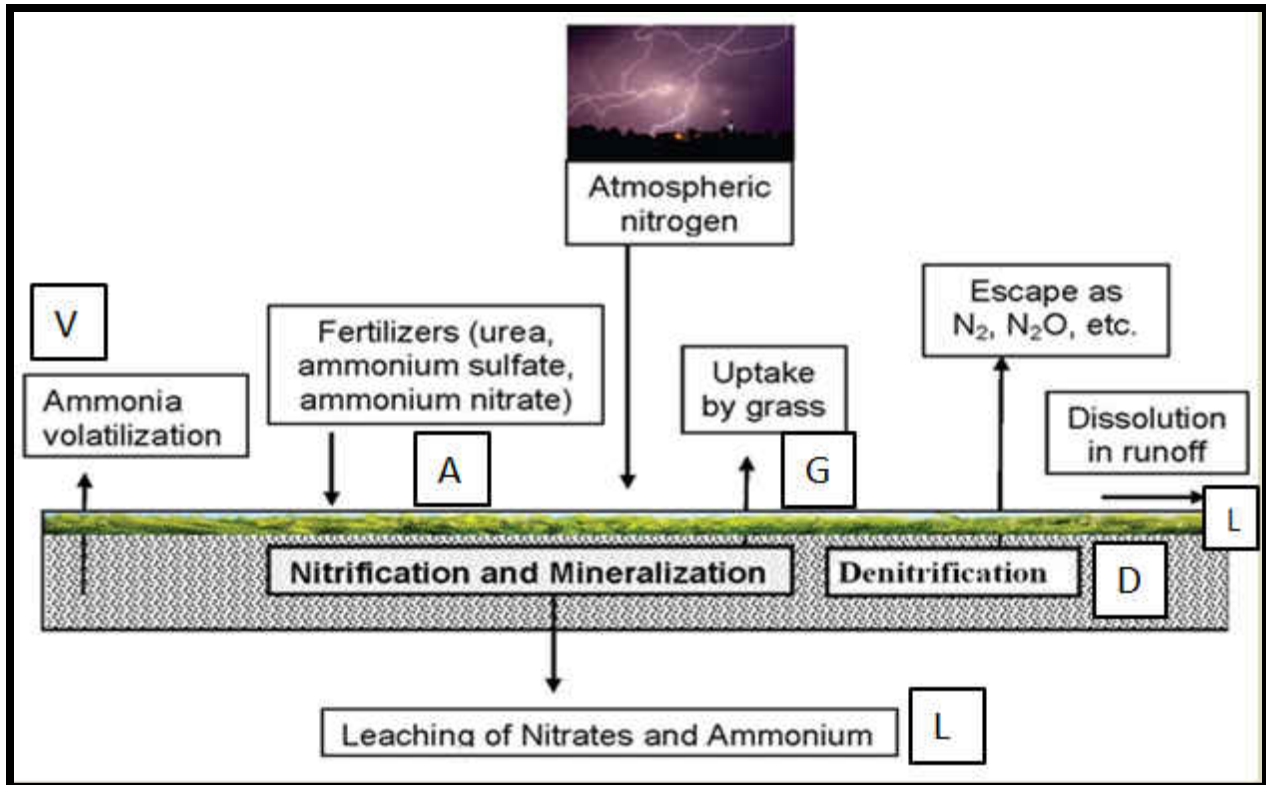 Atmospheric
nitrogen
V
Ammonia
volatilization
Fertilizers (urea,
ammonium sulfate,
ammonium nitrate)
A
Uptake
by grass
G
Escape as
N₂, N₂O, etc.
Dissolution
in runoff
L
Nitrification and Mineralization
Denitrification
D
Leaching of Nitrates and Ammonium
L